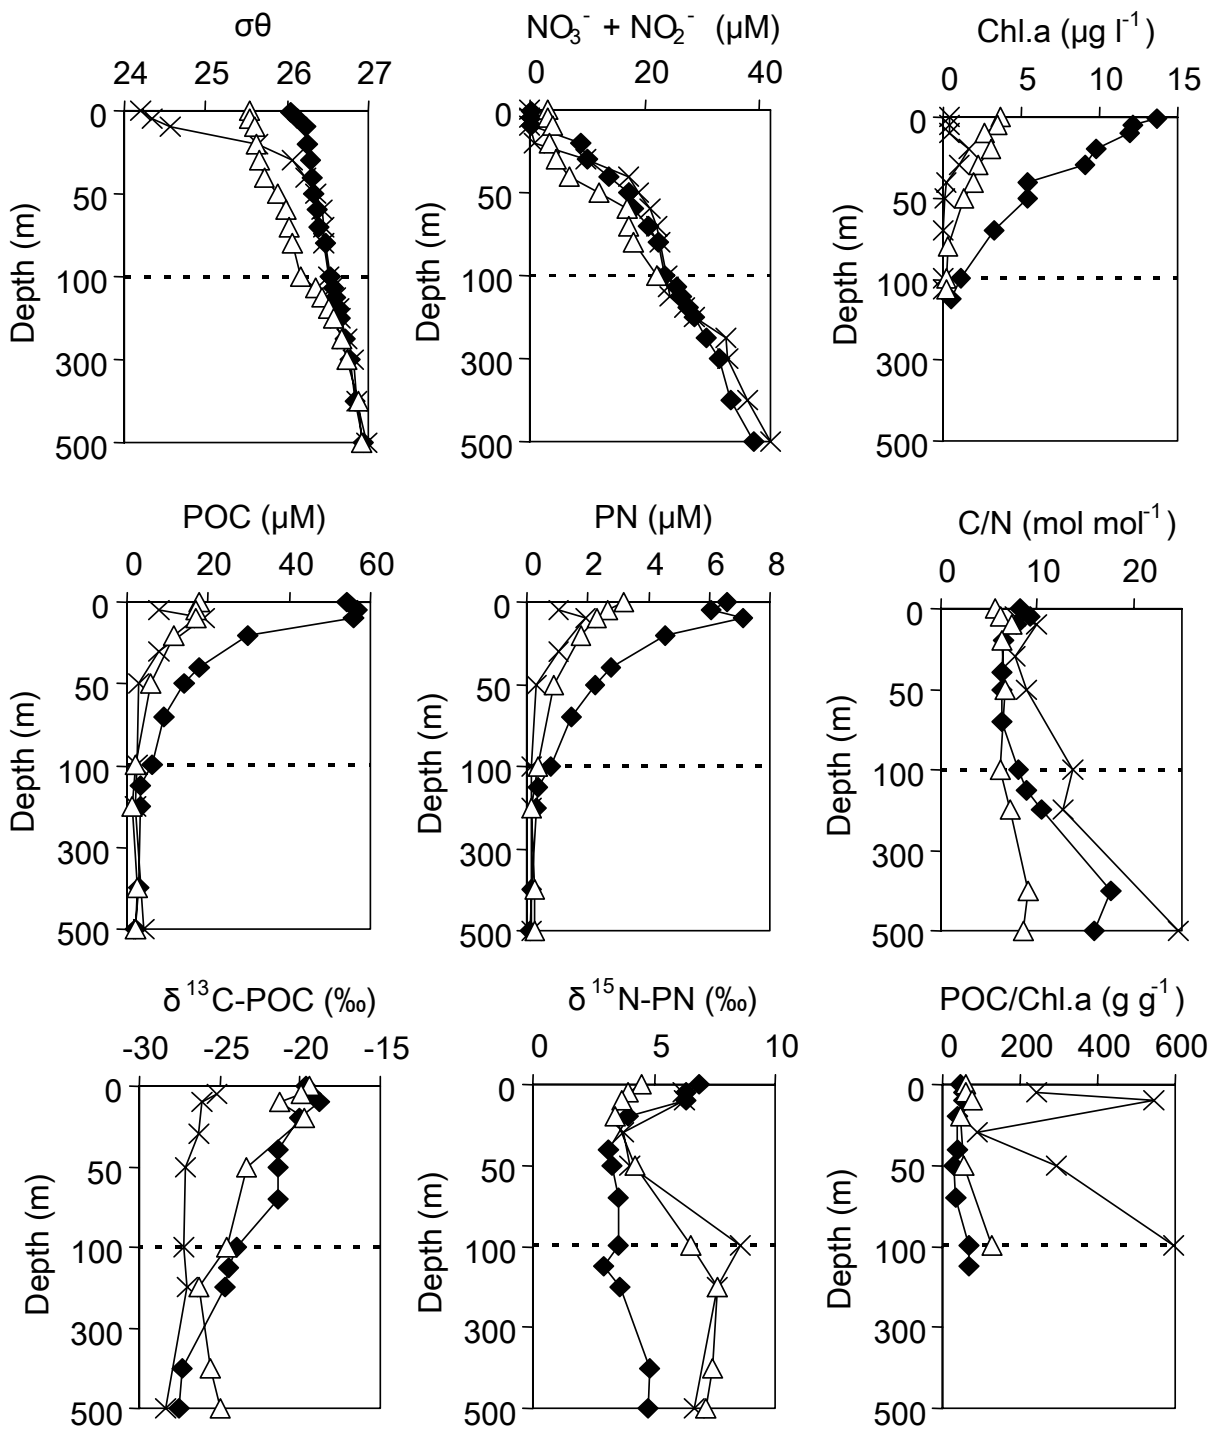 σθ
24 25 26 27
0
50
100
300
500
Depth (m)
NO₃⁻ + NO₂⁻ (µM)
0 20 40
0
50
100
300
500
Depth (m)
Chl.a (µg l⁻¹)
0 5 10 15
0
50
100
300
500
Depth (m)
POC (µM)
0 20 40 60
0
50
100
300
500
Depth (m)
PN (µM)
0 2 4 6 8
0
50
100
300
500
Depth (m)
C/N (mol mol⁻¹)
0 10 20
0
50
100
300
500
Depth (m)
δ¹³C-POC (‰)
-30 -25 -20 -15
0
50
100
300
500
Depth (m)
δ¹⁵N-PN (‰)
0 5 10
0
50
100
300
500
Depth (m)
POC/Chl.a (g g⁻¹)
0 200 400 600
0
50
100
300
500
Depth (m)